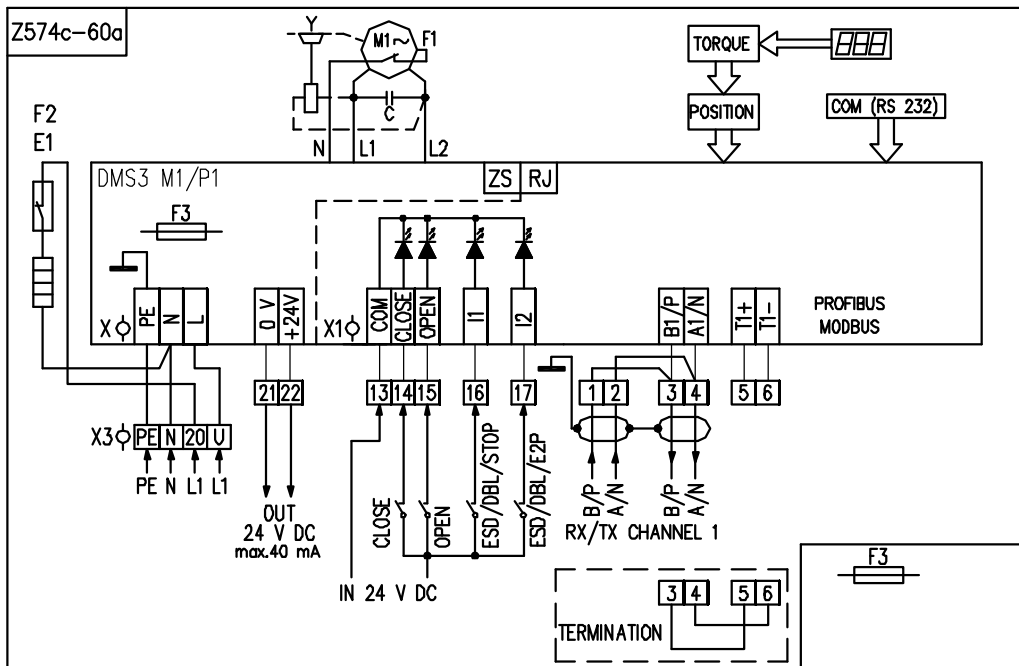 Z574c-60a
Y
M1~
F1
TORQUE
POSITION
COM (RS 232)
F2
E1
C
N
L1
L2
DMS3 M1/P1
ZS
RJ
F3
X
PE
N
L
0 V
+24V
X1
COM
CLOSE
OPEN
I1
I2
B1/P
A1/N
T1+
T1-
PROFIBUS
MODBUS
21
22
13
14
15
16
17
1
2
3
4
5
6
X3
PE
N
20
U
PE N L1 L1
OUT
24 V DC
max.40 mA
CLOSE
OPEN
ESD/DBL/STOP
ESD/DBL/E2P
IN 24 V DC
B/P
A/N
B/P
A/N
RX/TX CHANNEL 1
TERMINATION
3
4
5
6
F3